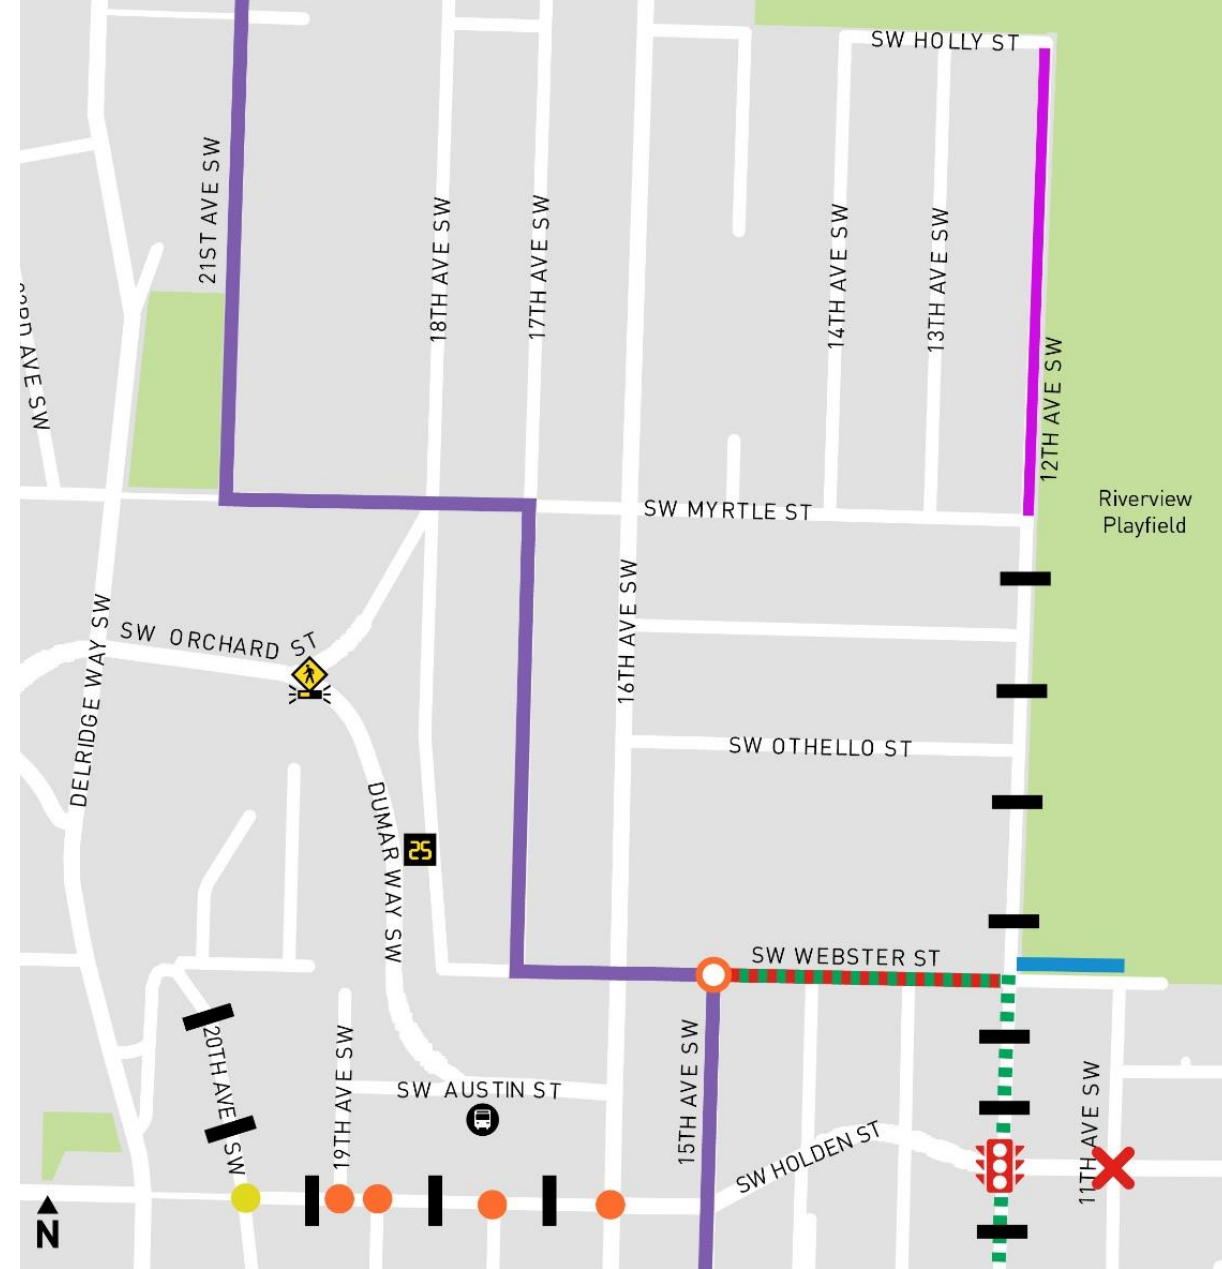 SW HOLLY ST
21ST AVE SW
18TH AVE SW
17TH AVE SW
14TH AVE SW
13TH AVE SW
12TH AVE SW
AVE SW
Riverview
Playfield
SW MYRTLE ST
16TH AVE SW
SW ORCHARD ST
DELRIDGE WAY SW
SW OTHELLO ST
DUMAR WAY SW
25
SW WEBSTER ST
20TH AVE SW
19TH AVE SW
SW AUSTIN ST
15TH AVE SW
SW HOLDEN ST
11TH AVE SW
N